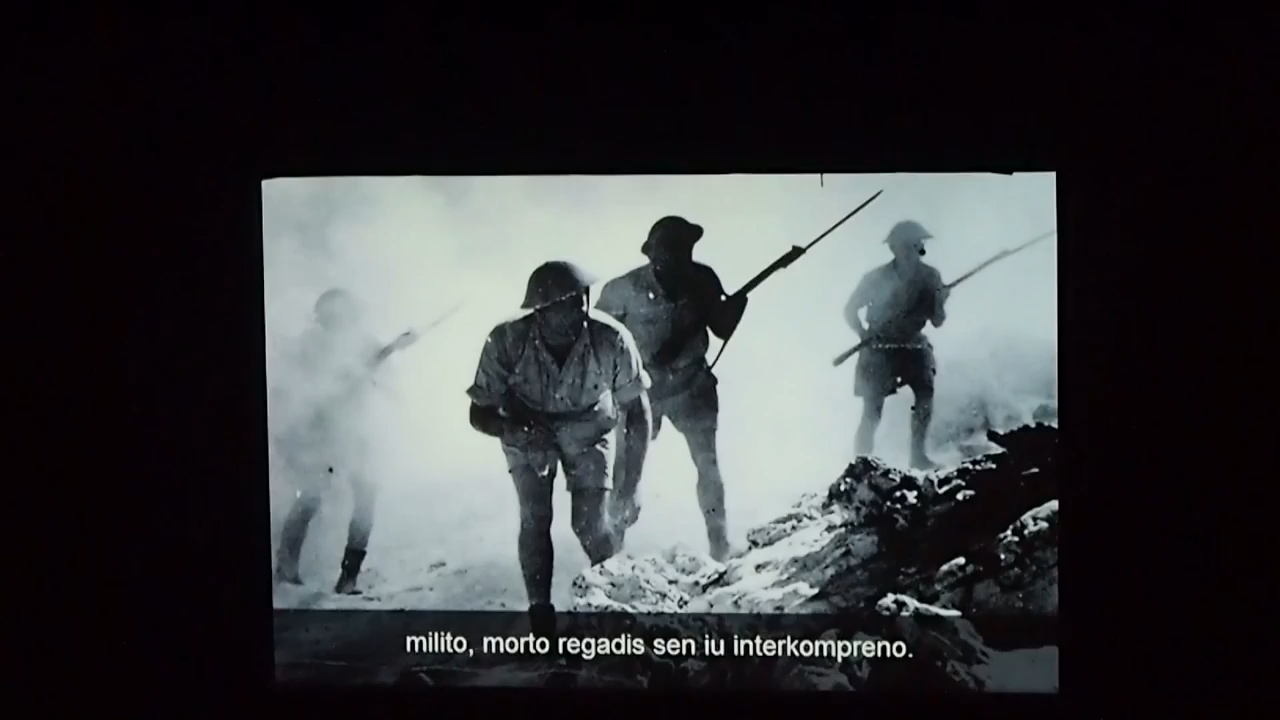 milito, morto regadis sen iu interkompreno.